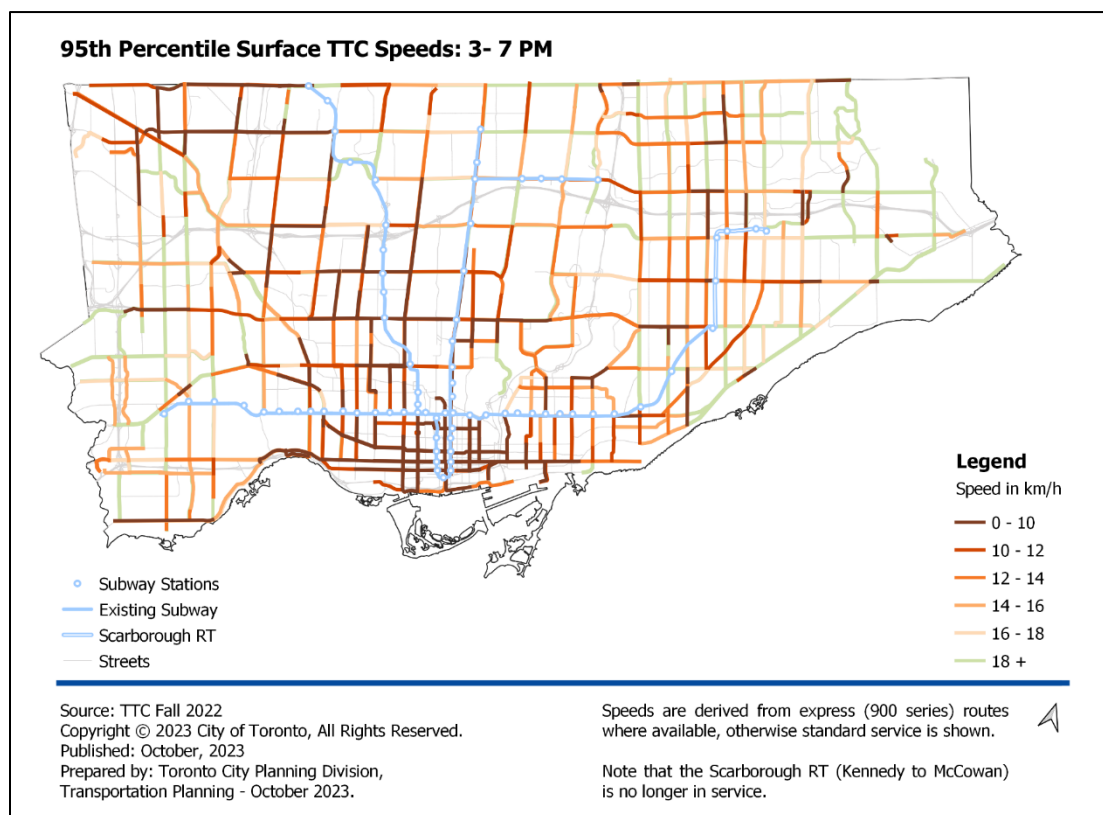 95th Percentile Surface TTC Speeds: 3- 7 PM
Legend
Speed in km/h
0 - 10
10 - 12
12 - 14
14 - 16
16 - 18
18 +
Subway Stations
Existing Subway
Scarborough RT
Streets
Source: TTC Fall 2022
Copyright © 2023 City of Toronto, All Rights Reserved.
Published: October, 2023
Prepared by: Toronto City Planning Division,
Transportation Planning - October 2023.
Speeds are derived from express (900 series) routes
where available, otherwise standard service is shown.
Note that the Scarborough RT (Kennedy to McCowan)
is no longer in service.